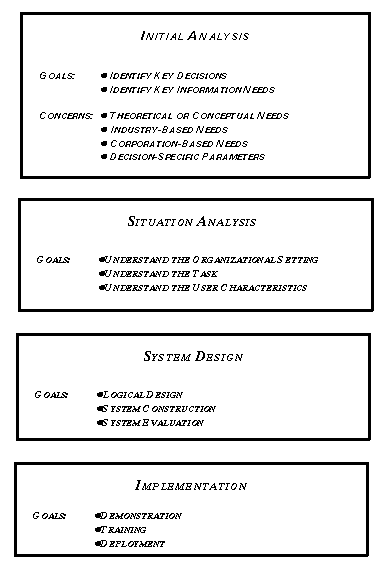 INITIAL ANALYSIS
GOALS: ● IDENTIFY KEY DECISIONS
● IDENTIFY KEY INFORMATION NEEDS
CONCERNS: ● THEORETICAL OR CONCEPTUAL NEEDS
● INDUSTRY-BASED NEEDS
● CORPORATION-BASED NEEDS
● DECISION-SPECIFIC PARAMETERS
SITUATION ANALYSIS
GOALS: ●UNDERSTAND THE ORGANIZATIONAL SETTING
●UNDERSTAND THE TASK
●UNDERSTAND THE USER CHARACTERISTICS
SYSTEM DESIGN
GOALS: ●LOGICAL DESIGN
●SYSTEM CONSTRUCTION
●SYSTEM EVALUATION
IMPLEMENTATION
GOALS: ●DEMONSTRATION
●TRAINING
●DEPLOYMENT